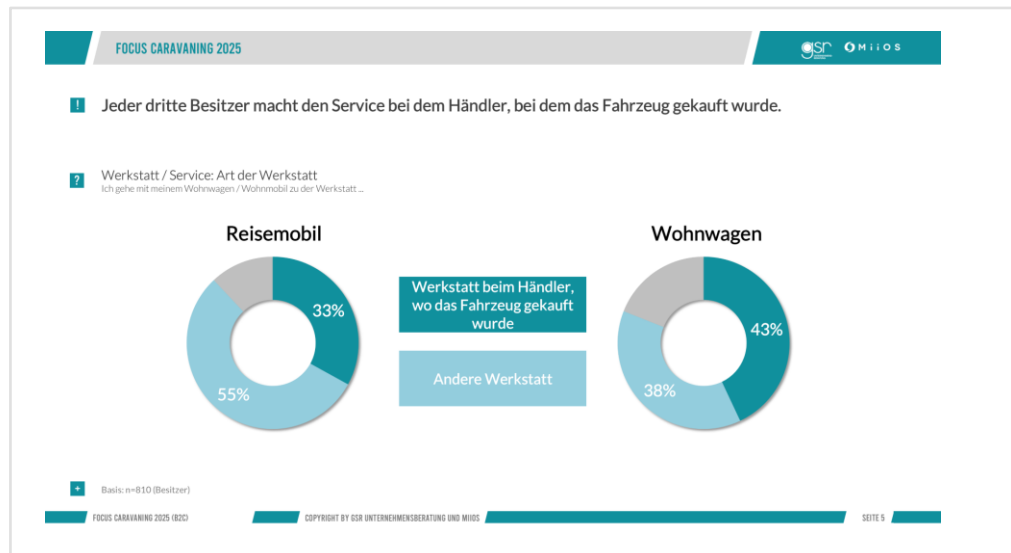 FOCUS CARAVANING 2025
gsr MIIOS
! Jeder dritte Besitzer macht den Service bei dem Händler, bei dem das Fahrzeug gekauft wurde.
? Werkstatt / Service: Art der Werkstatt
Ich gehe mit meinem Wohnwagen / Wohnmobil zu der Werkstatt ...
Reisemobil
33%
55%
Werkstatt beim Händler,
wo das Fahrzeug gekauft
wurde
Andere Werkstatt
Wohnwagen
43%
38%
+ Basis: n=810 (Besitzer)
FOCUS CARAVANING 2025 (B2C)
COPYRIGHT BY GSR UNTERNEHMENSBERATUNG UND MIIOS
SEITE 5